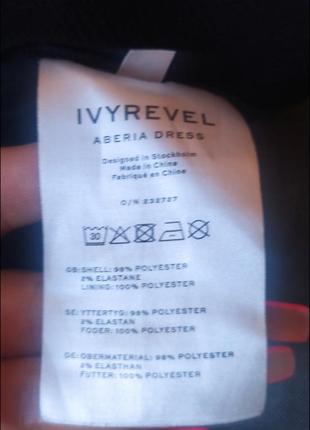 IVYREVEL
ABERIA DRESS
Designed in Stockholm
Made in China
Fabriqué en China
O/N 232727
30
GB:SHELL: 98% POLYESTER
2% ELASTANE
LINING: 100% POLYESTER
SE: YTTERTYG: 98% POLYESTER
2% ELASTAN
FODER: 100% POLYESTER
DE: OBERMATERIAL: 98% POLYESTER
2% ELASTHAN
FUTTER: 100% POLYESTER